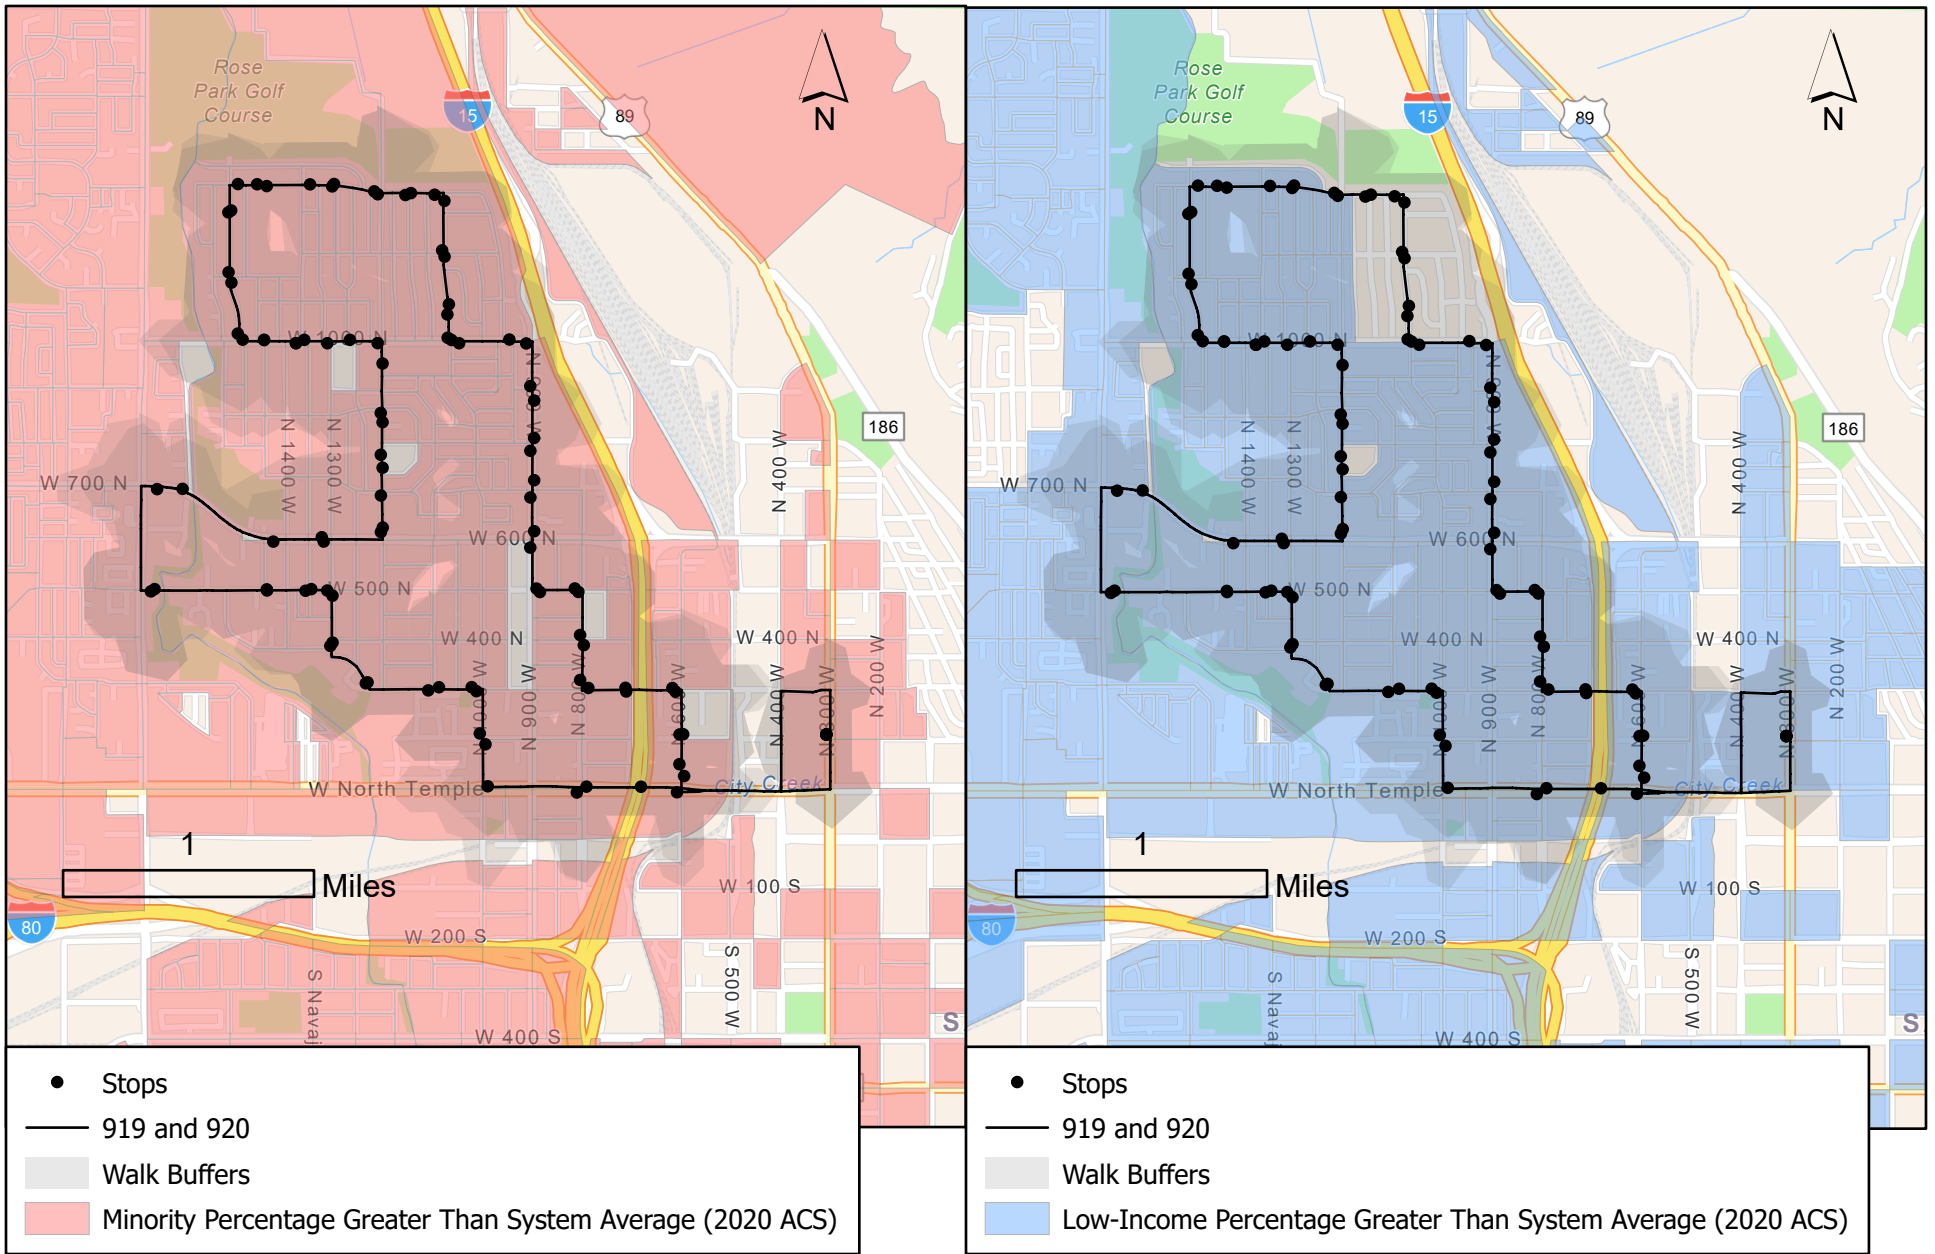 Rose
Park Golf
Course
15
89
N
W 1000 N
186
N 400 W
N 1400 W
N 1300 W
W 700 N
W 600 N
W 500 N
W 400 N
W 400 N
N 200 W
N 900 W
N 400 W
W North Temple
City Creek
1
Miles
W 100 S
80
W 200 S
S 500 W
S Navaj
W 400 S
S
Stops
919 and 920
Walk Buffers
Minority Percentage Greater Than System Average (2020 ACS)
Rose
Park Golf
Course
15
89
N
W 1000 N
186
N 400 W
N 1400 W
N 1300 W
W 700 N
W 600 N
W 500 N
W 400 N
W 400 N
N 200 W
N 900 W
N 400 W
W North Temple
City Creek
1
Miles
W 100 S
80
W 200 S
S 500 W
S Navaj
W 400 S
S
Stops
919 and 920
Walk Buffers
Low-Income Percentage Greater Than System Average (2020 ACS)